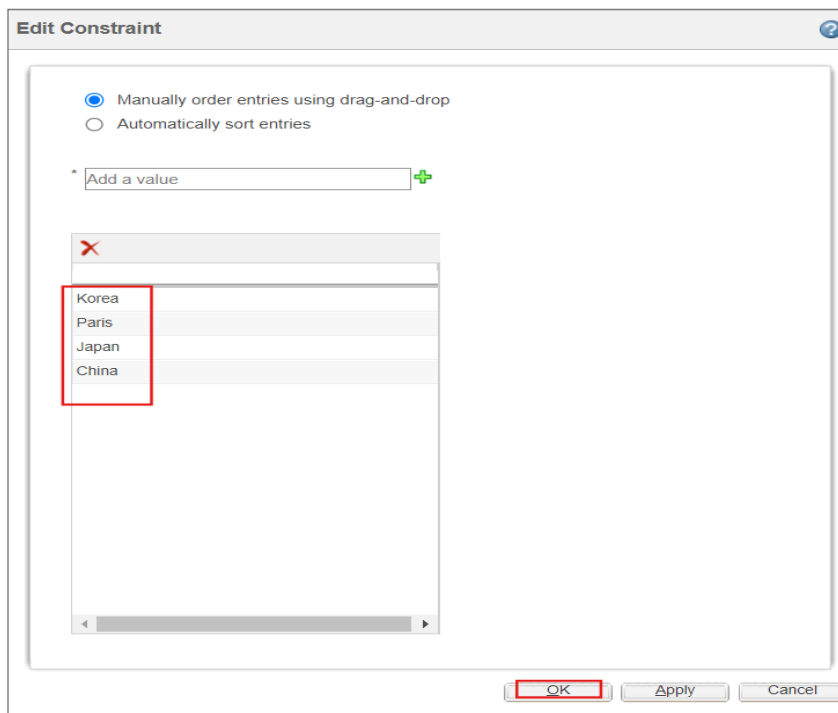 Edit Constraint
?
Manually order entries using drag-and-drop
Automatically sort entries
* Add a value
Korea
Paris
Japan
China
OK Apply Cancel